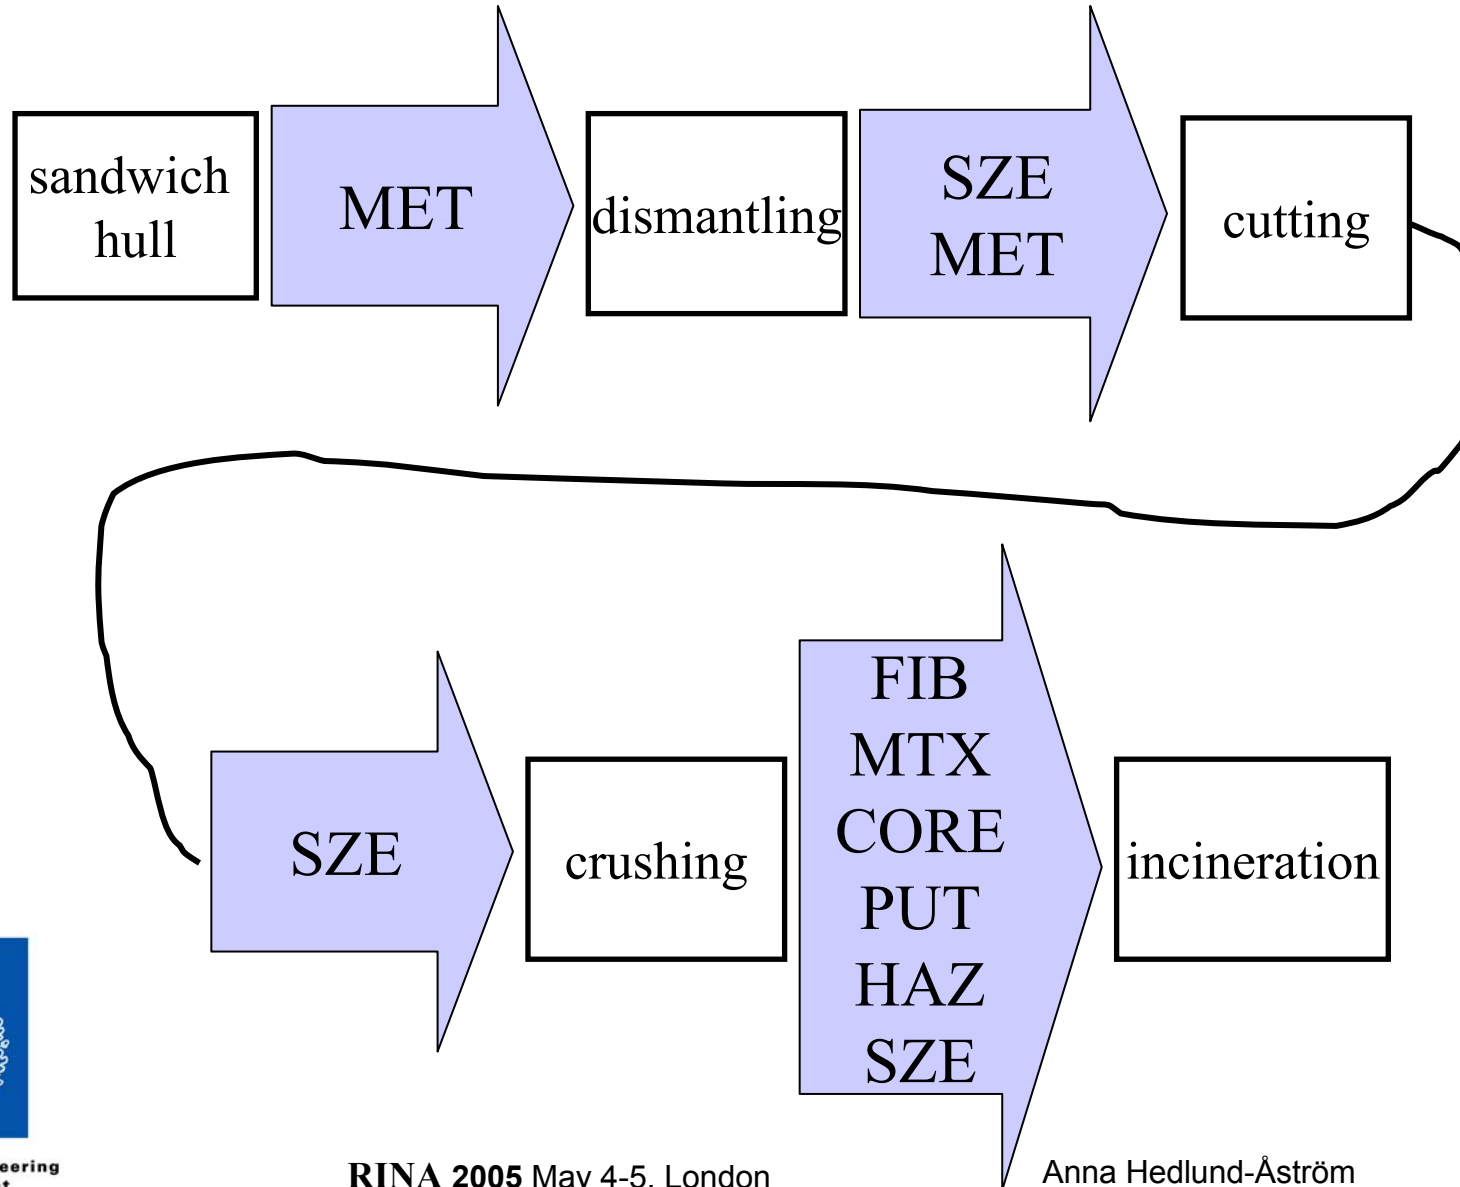 sandwich
hull
MET
dismantling
SZE
MET
cutting
SZE
crushing
FIB
MTX
CORE
PUT
HAZ
SZE
incineration
eering
RINA 2005 May 4-5, London
Anna Hedlund-Åström